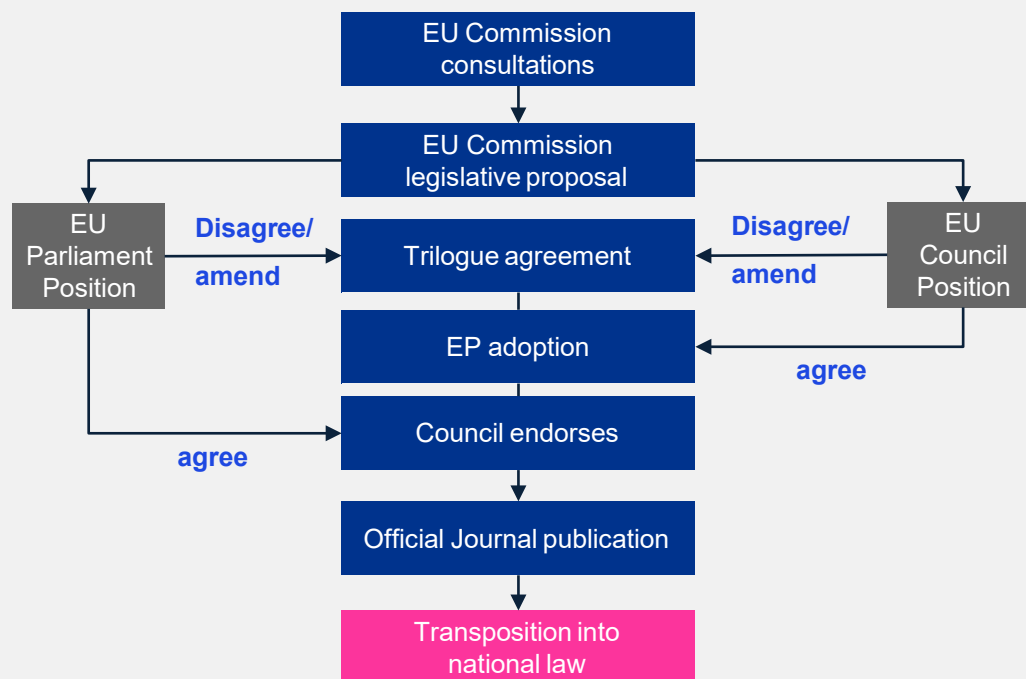 EU Commission
consultations
EU Commission
legislative proposal
EU
Parliament
Position
Disagree/
amend
Trilogue agreement
Disagree/
amend
EU
Council
Position
EP adoption
agree
Council endorses
agree
Official Journal publication
Transposition into
national law